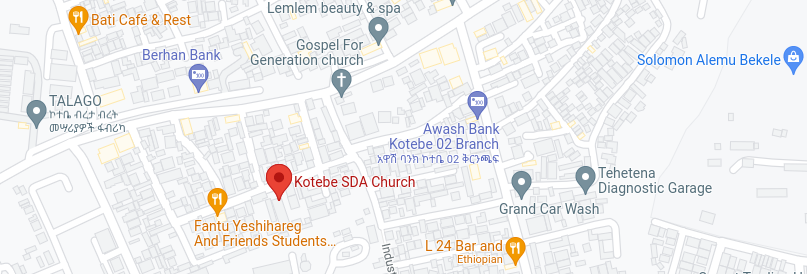 Lemlem beauty & spa
Bati Café & Rest
Gospel For
Generation church
Berhan Bank
Solomon Alemu Bekele
TALAGO
ኮተቤ ብረታ ብረት
መሣሪያዎች ፋብሪካ
Awash Bank
Kotebe 02 Branch
አዋሽ ባንክ ኮተቤ 02 ቅርንጫፍ
Kotebe SDA Church
Tehetena
Diagnostic Garage
Grand Car Wash
Fantu Yeshihareg
And Friends Students...
L 24 Bar and
Ethiopian
Indust